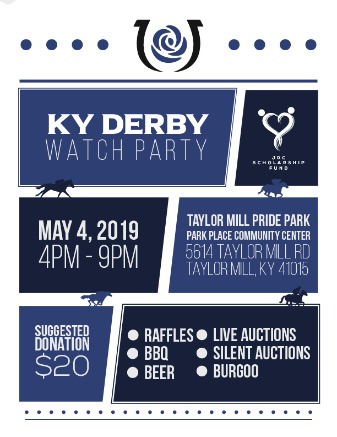 KY DERBY
WATCH PARTY
JDC
SCHOLARSHIP
FUND
MAY 4, 2019
4PM - 9PM
TAYLOR MILL PRIDE PARK
PARK PLACE COMMUNITY CENTER
5614 TAYLOR MILL RD
TAYLOR MILL, KY 41015
SUGGESTED
DONATION
$20
RAFFLES
BBQ
BEER
LIVE AUCTIONS
SILENT AUCTIONS
BURGOO